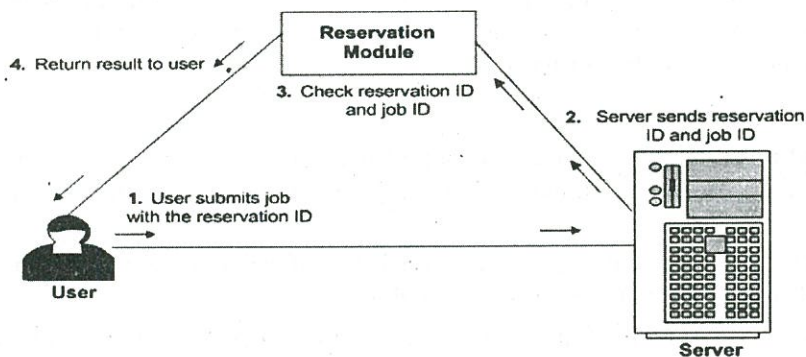 Reservation
Module
4. Return result to user
3. Check reservation ID
and job ID
2. Server sends reservation
ID and job ID
1. User submits job
with the reservation ID
User
Server